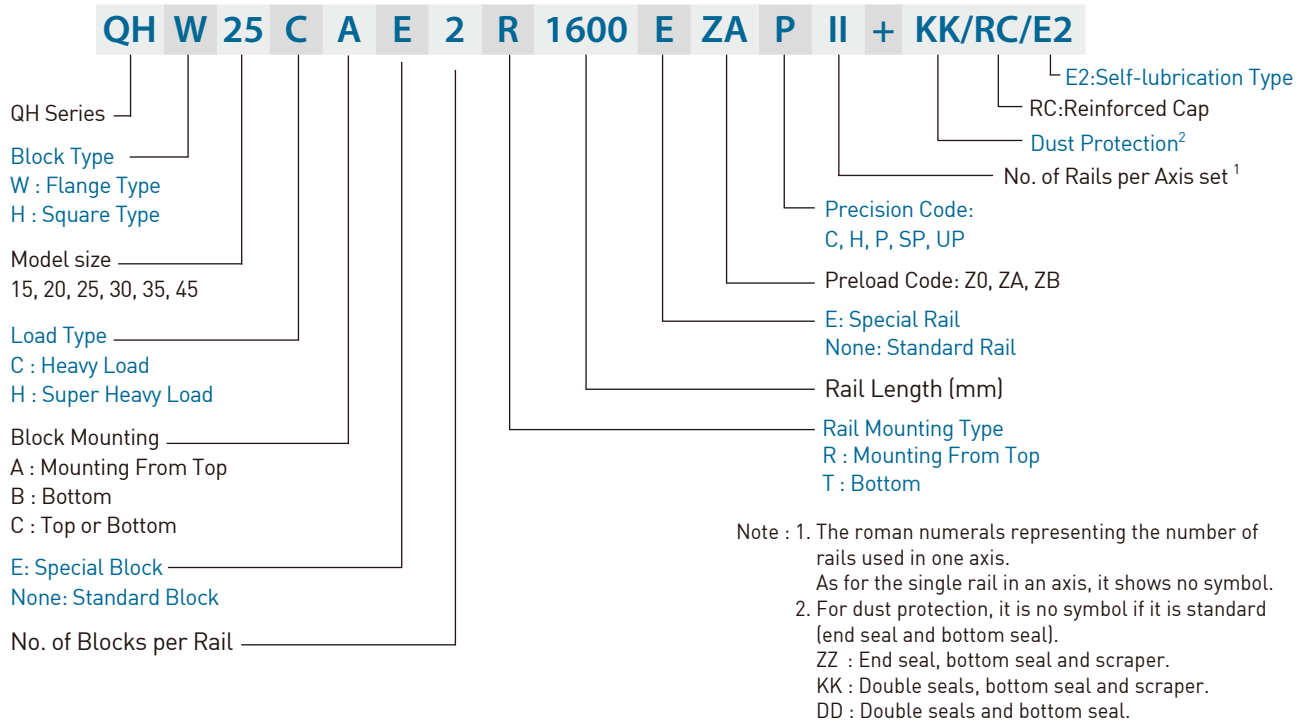 QH W 25 C A E 2 R 1600 E ZA P II + KK/RC/E2
QH Series
Block Type
W : Flange Type
H : Square Type
Model size
15, 20, 25, 30, 35, 45
Load Type
C : Heavy Load
H : Super Heavy Load
Block Mounting
A : Mounting From Top
B : Bottom
C : Top or Bottom
E: Special Block
None: Standard Block
No. of Blocks per Rail
E2:Self-lubrication Type
RC:Reinforced Cap
Dust Protection2
No. of Rails per Axis set 1
Precision Code:
C, H, P, SP, UP
Preload Code: Z0, ZA, ZB
E: Special Rail
None: Standard Rail
Rail Length (mm)
Rail Mounting Type
R : Mounting From Top
T : Bottom
Note : 1. The roman numerals representing the number of
rails used in one axis.
As for the single rail in an axis, it shows no symbol.
2. For dust protection, it is no symbol if it is standard
(end seal and bottom seal).
ZZ : End seal, bottom seal and scraper.
KK : Double seals, bottom seal and scraper.
DD : Double seals and bottom seal.